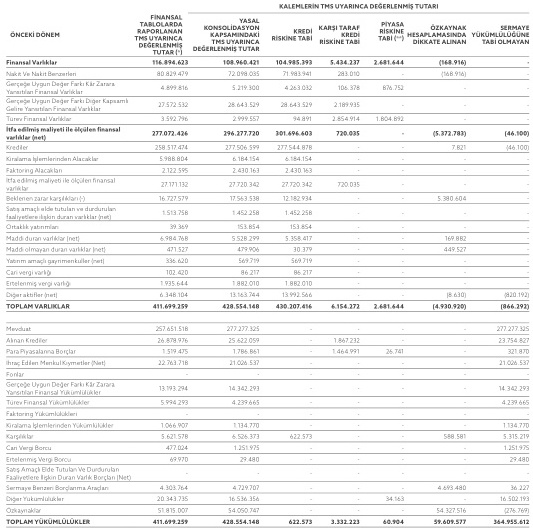 KALEMLERİN TMS UYARINCA DEĞERLENMİŞ TUTARI
ÖNCEKİ DÖNEM FİNANSAL TABLOLARDA RAPORLANAN TMS UYARINCA DEĞERLENMİŞ TUTAR (*) YASAL KONSOLİDASYON KAPSAMINDAKİ TMS UYARINCA DEĞERLENMİŞ TUTAR KREDİ RİSKİNE TABİ KARŞI TARAF KREDİ RİSKİNE TABİ PİYASA RİSKİNE TABİ (**) ÖZKAYNAK HESAPLAMASINDA DİKKATE ALINAN SERMAYE YÜKÜMLÜLÜĞÜNE TABİ OLMAYAN
Finansal Varlıklar 116.894.623 108.960.421 104.985.393 5.434.237 2.681.644 (168.916) -
Nakit Ve Nakit Benzerleri 80.829.479 72.098.035 71.983.941 283.010 - (168.916) -
Gerçeğe Uygun Değer Farkı Kâr Zarara Yansıtılan Finansal Varlıklar 4.899.816 5.219.300 4.263.032 106.378 876.752 - -
Gerçeğe Uygun Değer Farkı Diğer Kapsamlı Gelire Yansıtılan Finansal Varlıklar 27.572.532 28.643.529 28.643.529 2.189.935 - - -
Türev Finansal Varlıklar 3.592.796 2.999.557 94.891 2.854.914 1.804.892 - -
İtfa edilmiş maliyeti ile ölçülen finansal varlıklar (net) 277.072.426 296.277.720 301.696.603 720.035 - (5.372.783) (46.100)
Krediler 258.517.474 277.506.599 277.544.878 - - 7.821 (46.100)
Kiralama İşlemlerinden Alacaklar 5.988.804 6.184.154 6.184.154 - - - -
Faktoring Alacakları 2.122.595 2.430.163 2.430.163 - - - -
İtfa edilmiş maliyeti ile ölçülen finansal varlıklar 27.171.132 27.720.342 27.720.342 720.035 - - -
Beklenen zarar karşılıkları (-) 16.727.579 17.563.538 12.182.934 - - 5.380.604 -
Satış amaçlı elde tutulan ve durdurulan faaliyetlere ilişkin duran varlıklar (net) 1.513.758 1.452.258 1.452.258 - - - -
Ortaklık yatırımları 39.369 153.854 153.854 - - - -
Maddi duran varlıklar (net) 6.984.768 5.528.299 5.358.417 - - 169.882 -
Maddi olmayan duran varlıklar (net) 471.527 479.906 30.379 - - 449.527 -
Yatırım amaçlı gayrimenkuller (net) 336.620 569.719 569.719 - - - -
Cari vergi varlığı 102.420 86.217 86.217 - - - -
Ertelenmiş vergi varlığı 1.935.644 1.882.010 1.882.010 - - - -
Diğer aktifler (net) 6.348.104 13.163.744 13.992.566 - - (8.630) (820.192)
TOPLAM VARLIKLAR 411.699.259 428.554.148 430.207.416 6.154.272 2.681.644 (4.930.920) (866.292)
Mevduat 257.651.518 277.277.325 - - - - 277.277.325
Alınan Krediler 26.878.976 25.622.059 - 1.867.232 - - 23.754.827
Para Piyasalarına Borçlar 1.519.475 1.786.861 - 1.464.991 26.741 - 321.870
İhraç Edilen Menkul Kıymetler (Net) 22.763.718 21.026.537 - - - - 21.026.537
Fonlar - - - - - - -
Gerçeğe Uygun Değer Farkı Kâr Zarara Yansıtılan Finansal Yükümlülükler 13.193.294 14.342.293 - - - - 14.342.293
Türev Finansal Yükümlülükler 5.994.293 4.239.665 - - - - 4.239.665
Faktoring Yükümlülükleri - - - - - - -
Kiralama İşlemlerinden Yükümlülükler 1.066.907 1.134.770 - - - - 1.134.770
Karşılıklar 5.621.578 6.526.373 622.573 - - 588.581 5.315.219
Cari Vergi Borcu 477.024 1.251.975 - - - - 1.251.975
Ertelenmiş Vergi Borcu 69.970 29.480 - - - - 29.480
Satış Amaçlı Elde Tutulan Ve Durdurulan Faaliyetlere İlişkin Duran Varlık Borçları (Net) - - - - - - -
Sermaye Benzeri Borçlanma Araçları 4.303.764 4.729.707 - - - 4.693.480 36.227
Diğer Yükümlülükler 20.343.735 16.536.356 - - 34.163 - 16.502.193
Özkaynaklar 51.815.007 54.050.747 - - - 54.327.516 (276.769)
TOPLAM YÜKÜMLÜLÜKLER 411.699.259 428.554.148 622.573 3.332.223 60.904 59.609.577 364.955.612